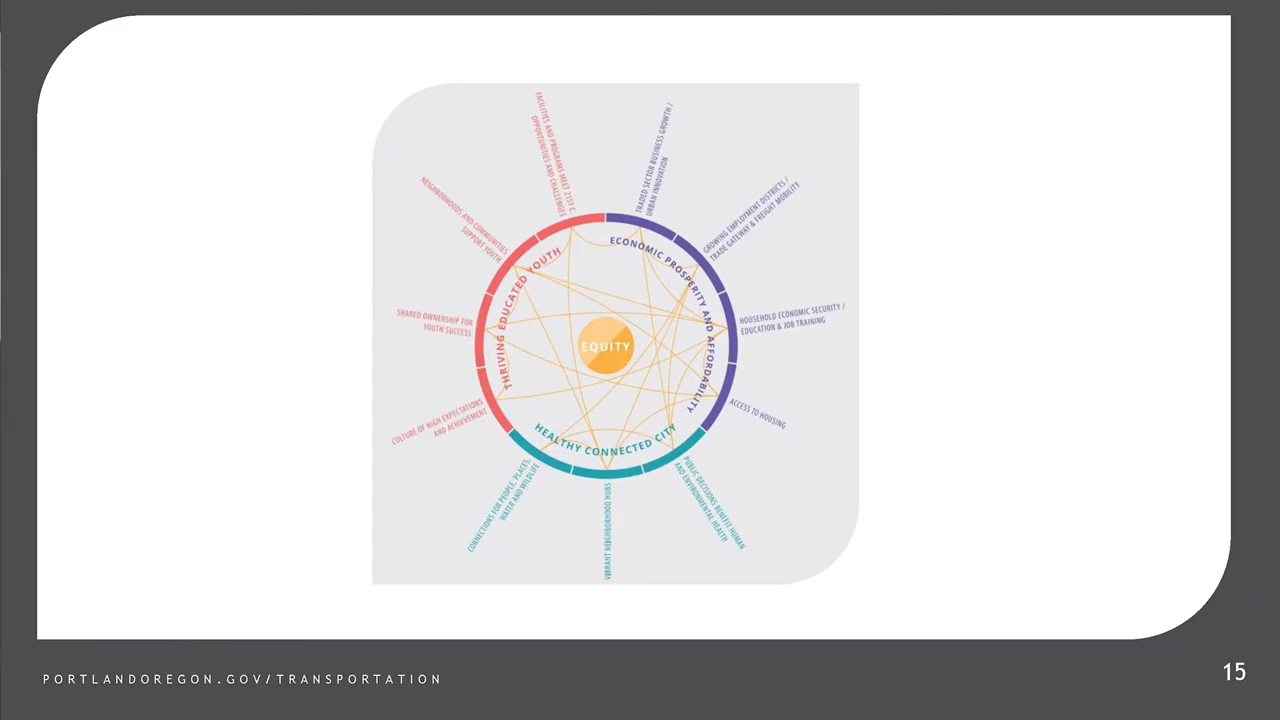 FACILITIES AND PROGRAMS MEET 21ST C.
OPPORTUNITIES AND CHALLENGES
TRADED SECTOR BUSINESS GROWTH /
URBAN INNOVATION
NEIGHBORHOODS AND COMMUNITIES
SUPPORT YOUTH
GROWING EMPLOYMENT DISTRICTS /
TRADE GATEWAY & FREIGHT MOBILITY
SHARED OWNERSHIP FOR
YOUTH SUCCESS
HOUSEHOLD ECONOMIC SECURITY /
EDUCATION & JOB TRAINING
CULTURE OF HIGH EXPECTATIONS
AND ACHIEVEMENT
ACCESS TO HOUSING
CONNECTIONS FOR PEOPLE, PLACES,
WATER AND WILDLIFE
VIBRANT NEIGHBORHOOD HUBS
PUBLIC DECISIONS BENEFIT HUMAN
AND ENVIRONMENTAL HEALTH
THRIVING EDUCATED YOUTH
ECONOMIC PROSPERITY AND AFFORDABILITY
EQUITY
HEALTHY CONNECTED CITY
PORTLANDOREGON.GOV/TRANSPORTATION
15